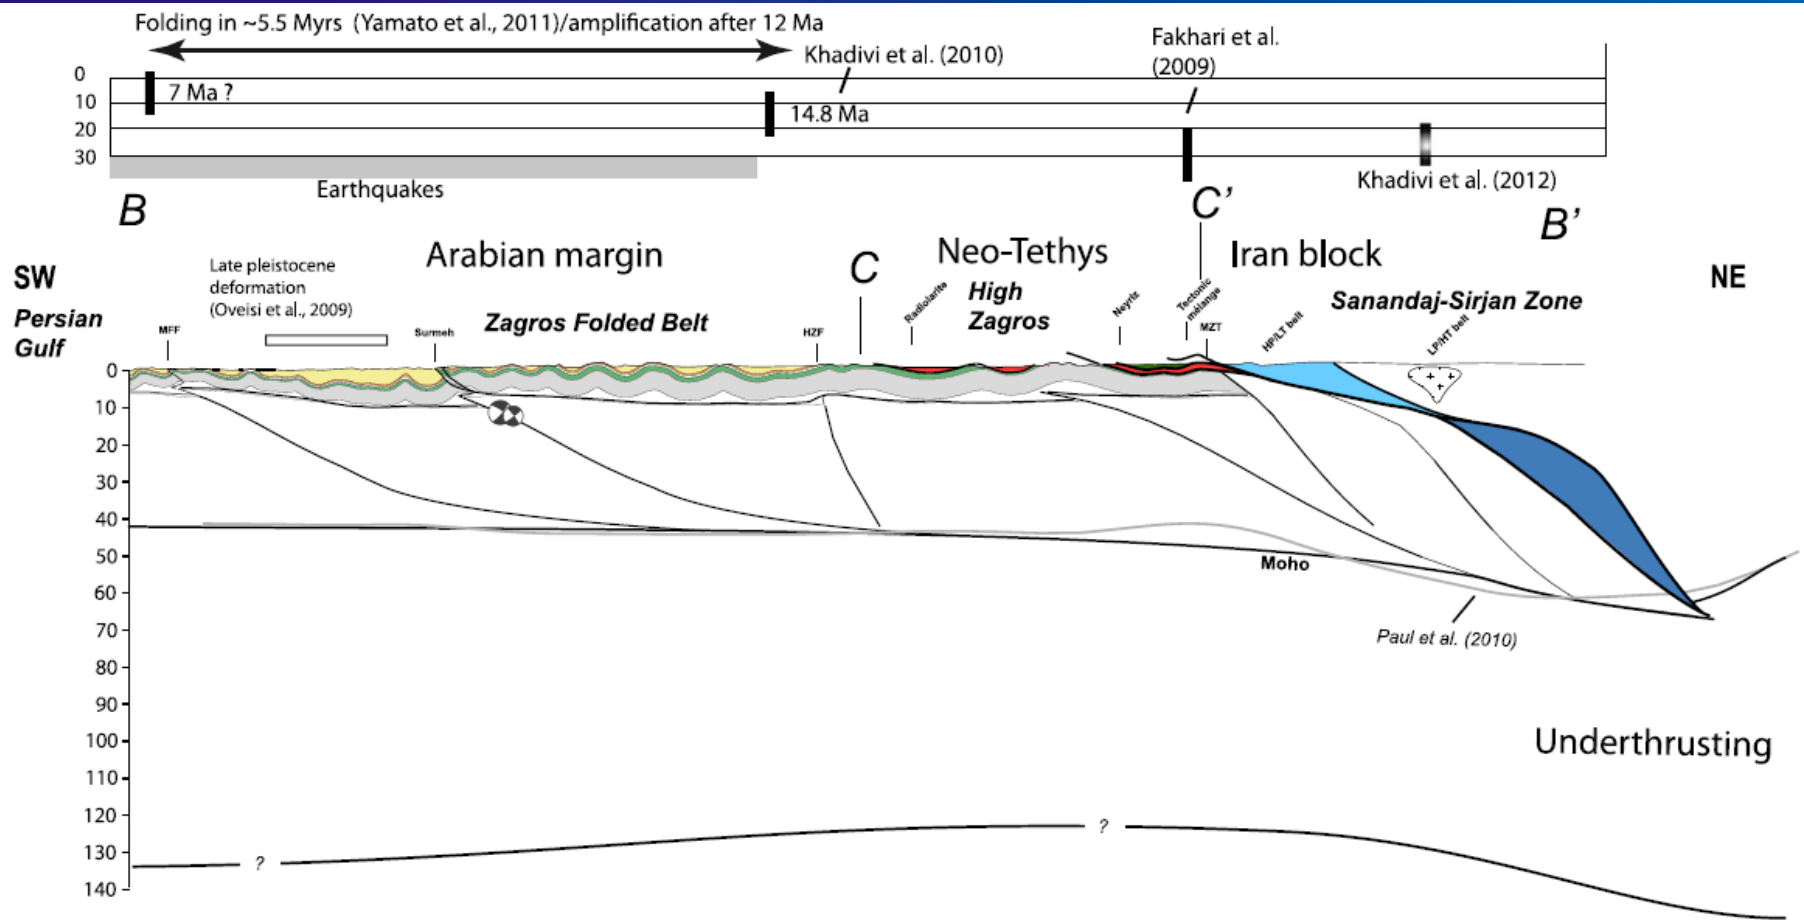 Folding in ~5.5 Myrs (Yamato et al., 2011)/amplification after 12 Ma
Khadivi et al. (2010)
Fakhari et al.
(2009)
0
10
20
30
7 Ma ?
14.8 Ma
Earthquakes
Khadivi et al. (2012)
B
C'
B'
SW
Persian
Gulf
Late pleistocene
deformation
(Oveisi et al., 2009)
Arabian margin
C
Neo-Tethys
Iran block
NE
Zagros Folded Belt
High
Zagros
Sanandaj-Sirjan Zone
MFF
Surmeh
HZF
Radiolarite
Neyriz
Tectonic
mélange
MZT
HP/LT belt
LP/HT belt
0
10
20
30
40
50
60
70
80
90
100
110
120
130
140
Moho
Paul et al. (2010)
Underthrusting
?
?